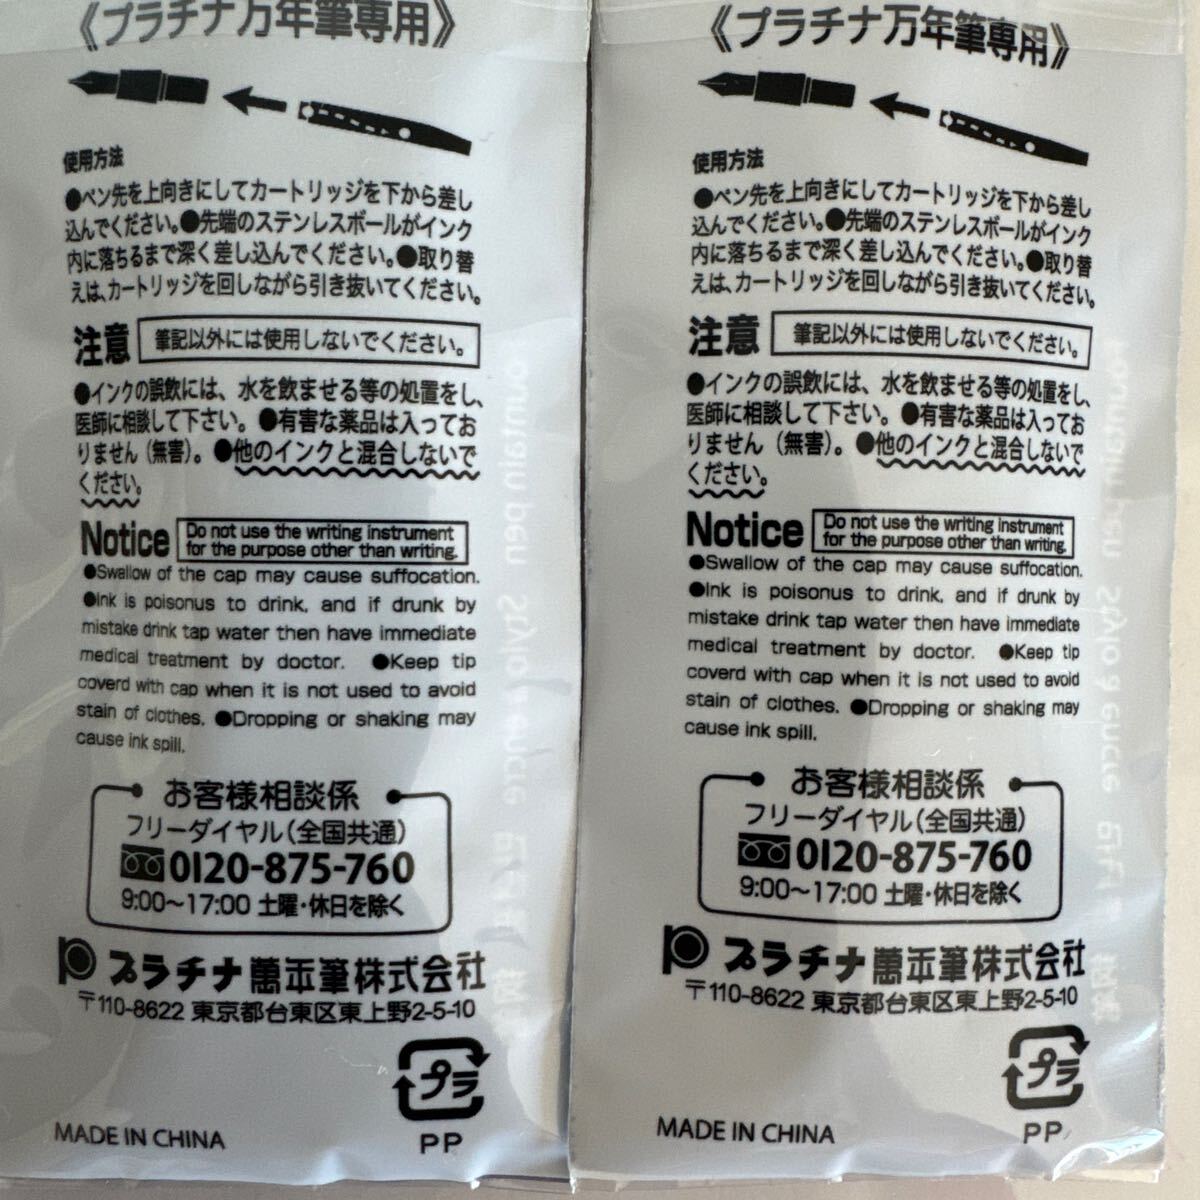 《プラチナ万年筆専用》
使用方法
●ペン先を上向きにしてカートリッジを下から差し
込んでください。●先端のステンレスボールがインク
内に落ちるまで深く差し込んでください。●取り替
えは、カートリッジを回しながら引き抜いてください。
注意 筆記以外には使用しないでください。
●インクの誤飲には、水を飲ませる等の処置をし、
医師に相談して下さい。●有害な薬品は入ってお
りません（無害）。●他のインクと混合しないで
ください。
Notice Do not use the writing instrument
for the purpose other than writing.
●Swallow of the cap may cause suffocation.
●Ink is poisonus to drink, and if drunk by
mistake drink tap water then have immediate
medical treatment by doctor. ●Keep tip
coverd with cap when it is not used to avoid
stain of clothes. ●Dropping or shaking may
cause ink spill.
お客様相談係
フリーダイヤル（全国共通）
0120-875-760
9:00〜17:00 土曜・休日を除く
プラチナ萬年筆株式会社
〒110-8622 東京都台東区東上野2-5-10
プラ
PP
MADE IN CHINA
fountain pen Stylo a encre
《プラチナ万年筆専用》
使用方法
●ペン先を上向きにしてカートリッジを下から差し
込んでください。●先端のステンレスボールがインク
内に落ちるまで深く差し込んでください。●取り替
えは、カートリッジを回しながら引き抜いてください。
注意 筆記以外には使用しないでください。
●インクの誤飲には、水を飲ませる等の処置をし、
医師に相談して下さい。●有害な薬品は入ってお
りません（無害）。●他のインクと混合しないで
ください。
Notice Do not use the writing instrument
for the purpose other than writing.
●Swallow of the cap may cause suffocation.
●Ink is poisonus to drink, and if drunk by
mistake drink tap water then have immediate
medical treatment by doctor. ●Keep tip
coverd with cap when it is not used to avoid
stain of clothes. ●Dropping or shaking may
cause ink spill.
お客様相談係
フリーダイヤル（全国共通）
0120-875-760
9:00〜17:00 土曜・休日を除く
プラチナ萬年筆株式会社
〒110-8622 東京都台東区東上野2-5-10
プラ
PP
MADE IN CHINA
fountain pen Stylo a encre